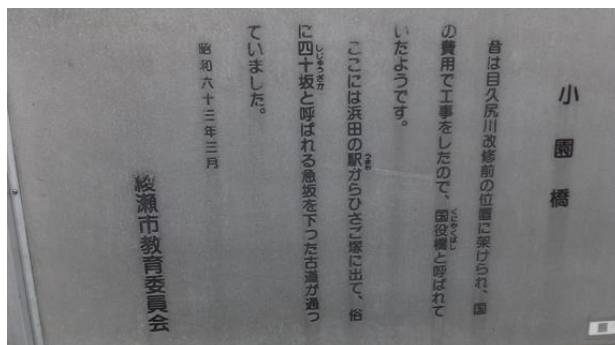 小園橋
昔は目久尻川改修前の位置に架けられ、国
の費用で工事をしたので、国役橋と呼ばれて
いたようです。
ここには浜田の駅からひさご塚に出て、俗
に四十坂と呼ばれる急坂を下った古道が通っ
ていました。
昭和六十三年三月
綾瀬市教育委員会